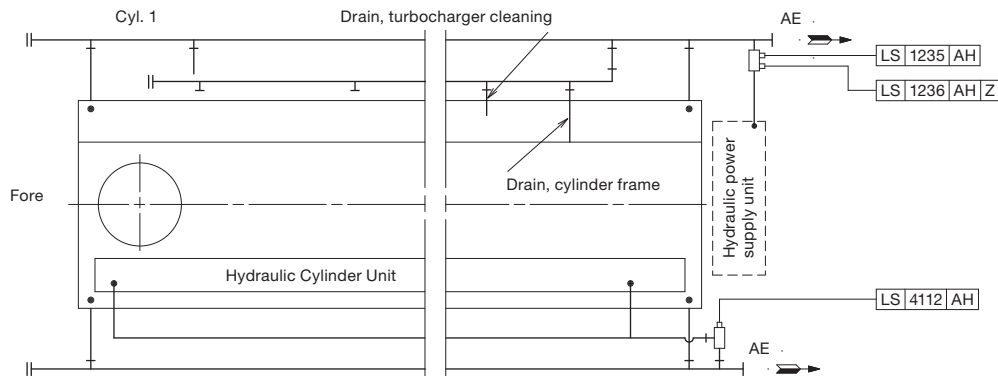 Cyl. 1
Drain, turbocharger cleaning
AE
LS 1235 AH
LS 1236 AH Z
Fore
Drain, cylinder frame
Hydraulic power
supply unit
Hydraulic Cylinder Unit
LS 4112 AH
AE